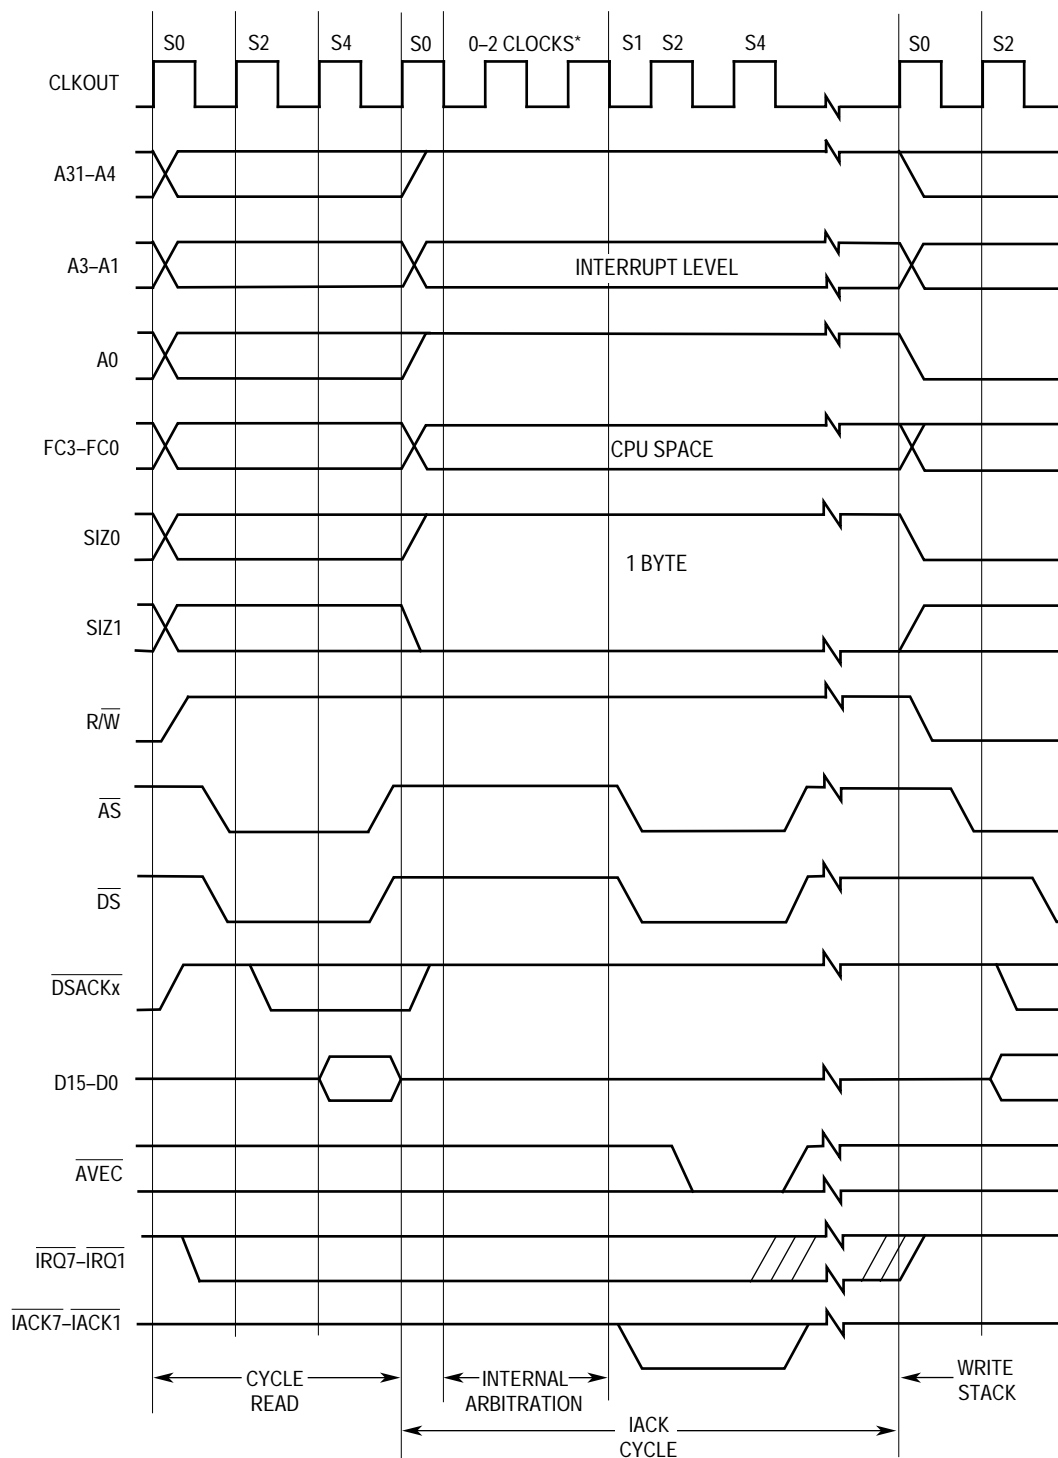 S0 S2 S4 S0 0–2 CLOCKS* S1 S2 S4 S0 S2
CLKOUT
A31–A4
A3–A1 INTERRUPT LEVEL
A0
FC3–FC0 CPU SPACE
SIZ0
1 BYTE
SIZ1
R/W
AS
DS
DSACKx
D15–D0
AVEC
IRQ7–IRQ1
IACK7–IACK1
CYCLE
READ
INTERNAL
ARBITRATION
WRITE
STACK
IACK
CYCLE